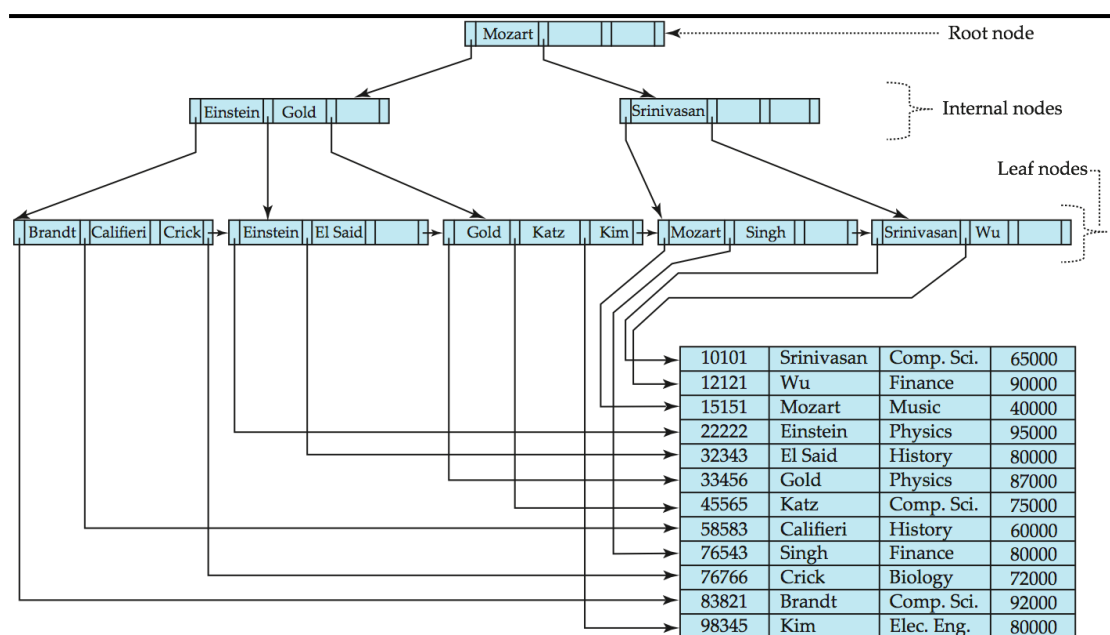 Mozart
Root node
Einstein Gold
Srinivasan
Internal nodes
Leaf nodes
Brandt Califieri Crick Einstein El Said Gold Katz Kim Mozart Singh Srinivasan Wu
10101 Srinivasan Comp. Sci. 65000
12121 Wu Finance 90000
15151 Mozart Music 40000
22222 Einstein Physics 95000
32343 El Said History 80000
33456 Gold Physics 87000
45565 Katz Comp. Sci. 75000
58583 Califieri History 60000
76543 Singh Finance 80000
76766 Crick Biology 72000
83821 Brandt Comp. Sci. 92000
98345 Kim Elec. Eng. 80000